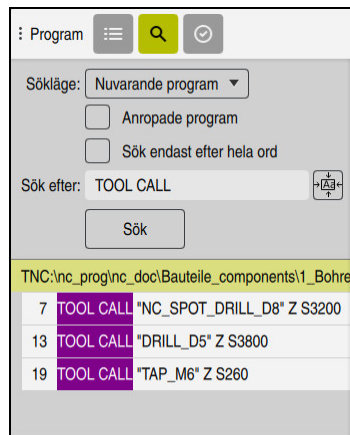 Program
Sökläge: Nuvarande program
Anropade program
Sök endast efter hela ord
Sök efter: TOOL CALL Aa
Sök
TNC:\nc_prog\nc_doc\Bauteile_components\1_Bohre
7 TOOL CALL "NC_SPOT_DRILL_D8" Z S3200
13 TOOL CALL "DRILL_D5" Z S3800
19 TOOL CALL "TAP_M6" Z S260